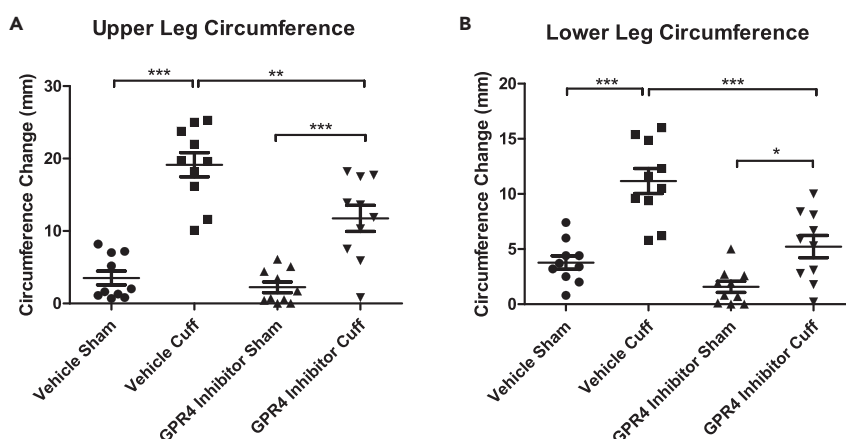 A
Upper Leg Circumference
Circumference Change (mm)
30
20
10
0
***
**
***
Vehicle Sham
Vehicle Cuff
GPR4 Inhibitor Sham
GPR4 Inhibitor Cuff
B
Lower Leg Circumference
Circumference Change (mm)
20
15
10
5
0
***
***
*
Vehicle Sham
Vehicle Cuff
GPR4 Inhibitor Sham
GPR4 Inhibitor Cuff